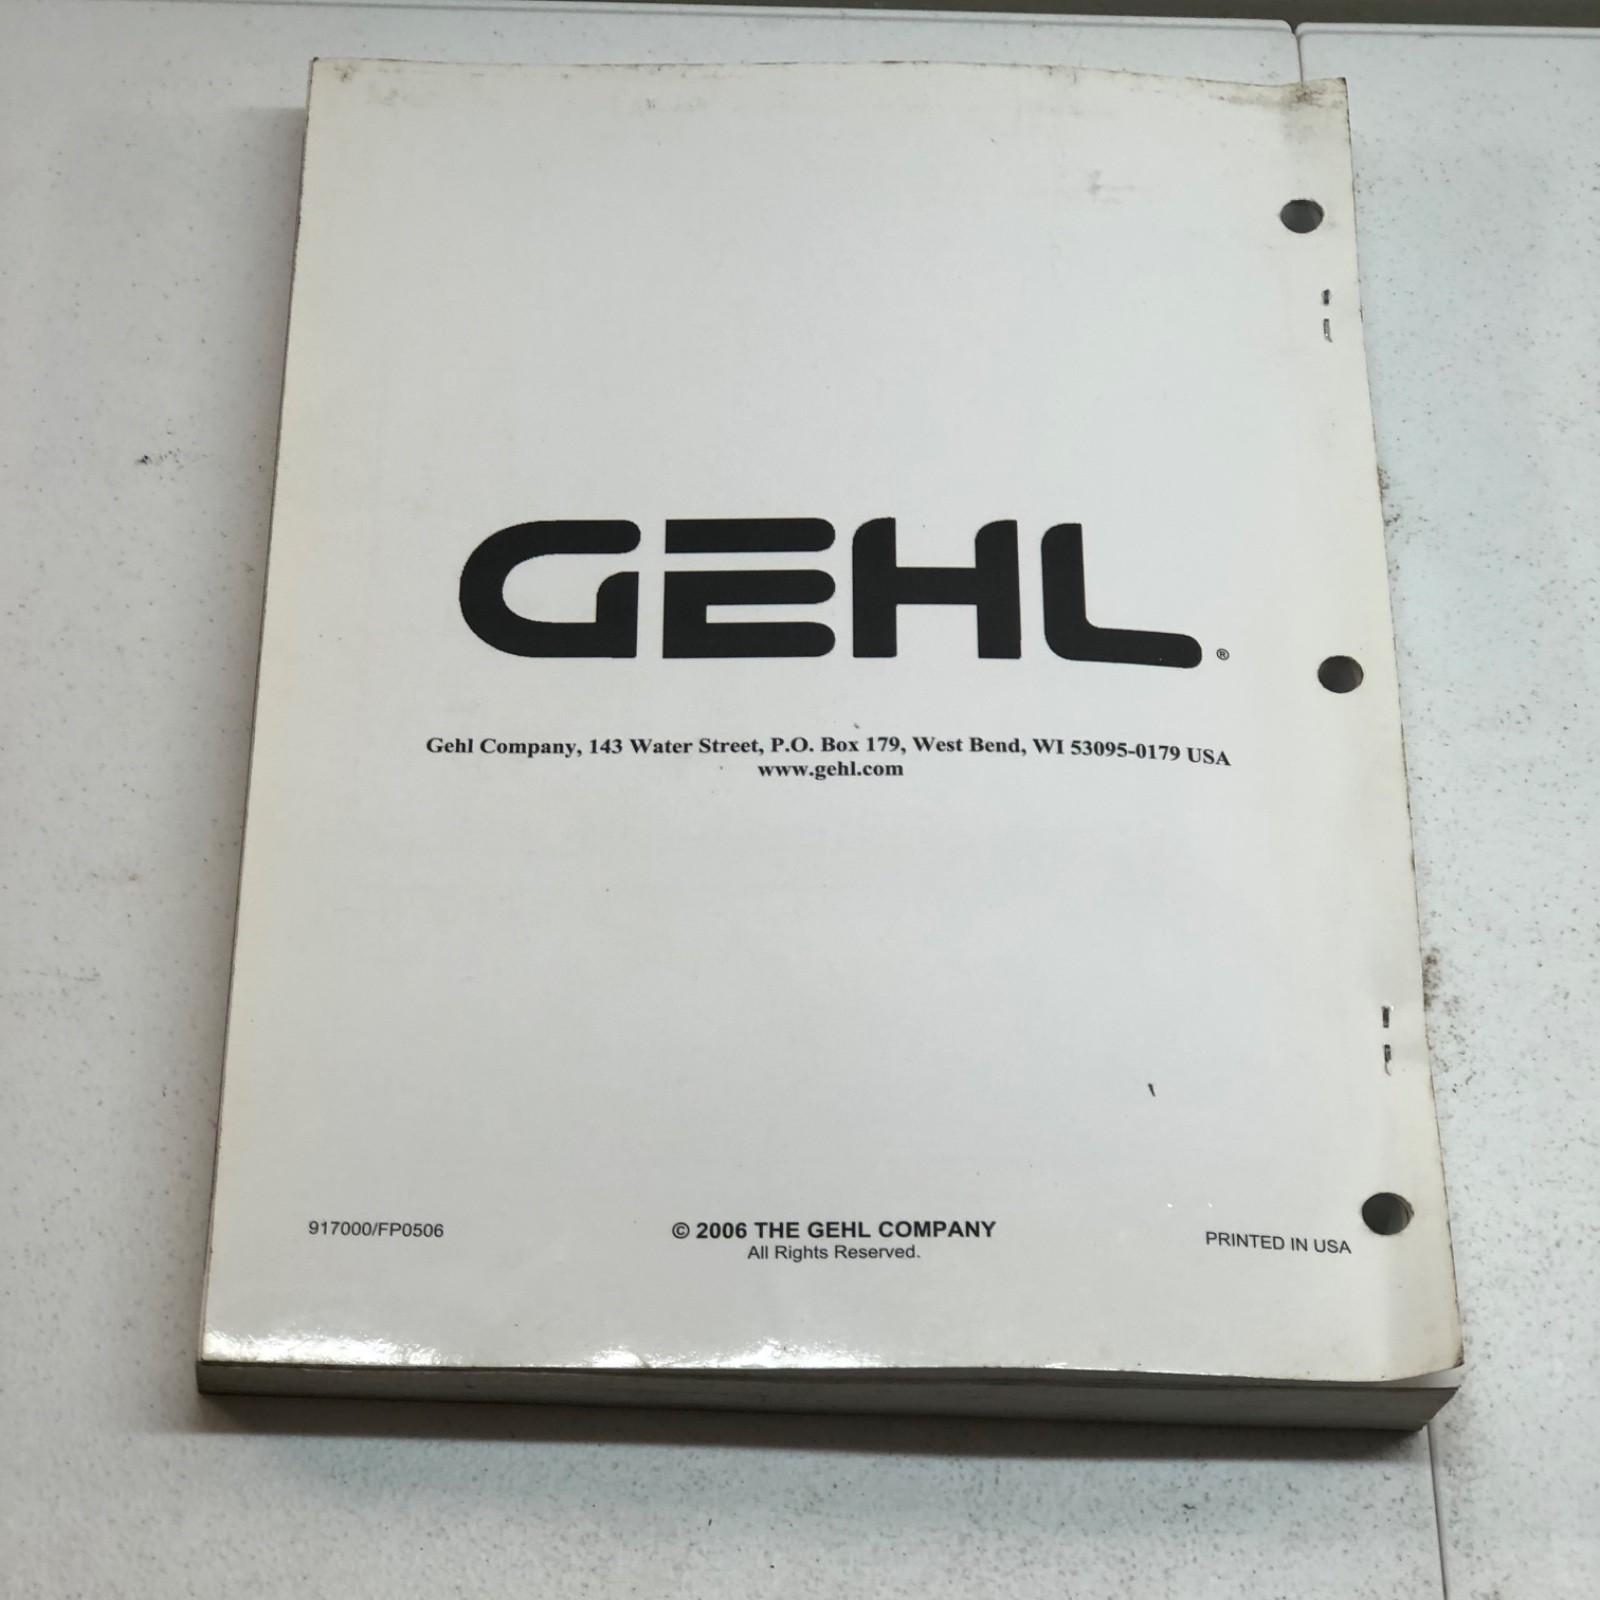 GEHL®
Gehl Company, 143 Water Street, P.O. Box 179, West Bend, WI 53095-0179 USA
www.gehl.com
917000/FP0506
© 2006 THE GEHL COMPANY
All Rights Reserved.
PRINTED IN USA